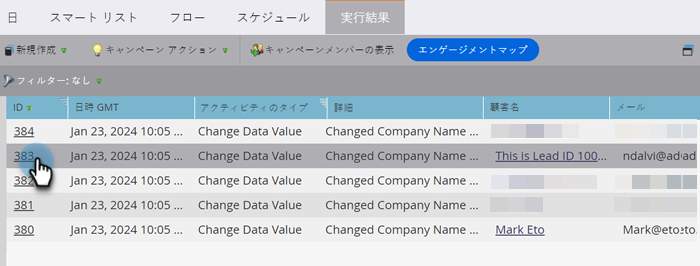 日 スマート リスト フロー スケジュール 実行結果
新規作成 キャンペーン アクション キャンペーンメンバーの表示 エンゲージメントマップ
フィルター; なし
ID 日時 GMT アクティビティのタイプ 詳細 顧客名 メール
384 Jan 23, 2024 10:05 ... Change Data Value Changed Company Name ...
383 Jan 23, 2024 10:05 ... Change Data Value Changed Company Name ... This is Lead ID 100... ndalvi@ad
382 Jan 23, 2024 10:05 ... Change Data Value Changed Company Name ...
381 Jan 23, 2024 10:05 ... Change Data Value Changed Company Name ...
380 Jan 23, 2024 10:05 ... Change Data Value Changed Company Name ... Mark Eto Mark@eto